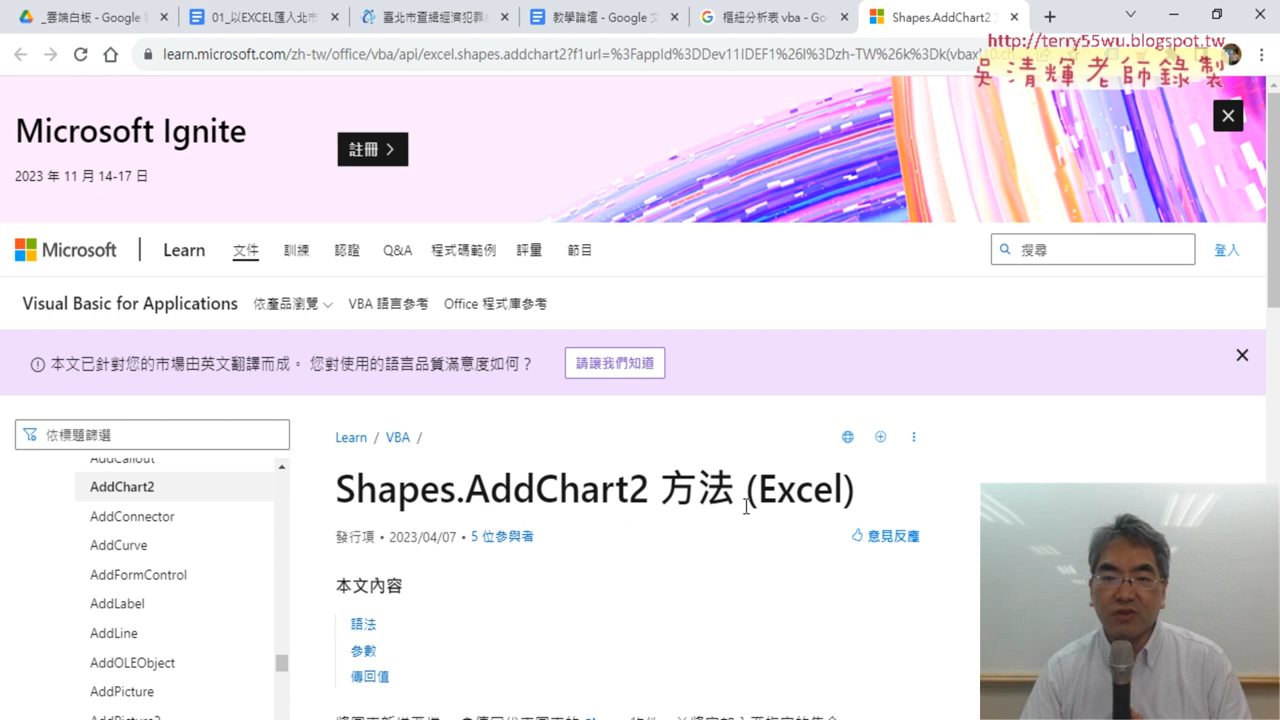 _雲端白板 - Google
01_以EXCEL匯入北市
臺北市查緝經濟犯罪
教學論壇 - Google 文
樞紐分析表 vba - Go
Shapes.AddChart2
learn.microsoft.com/zh-tw/office/vba/api/excel.shapes.addchart2?f1url=%3FappId%3DDev11IDEF1%26l%3Dzh-TW%26k%3Dk(vbax
http://terry55wu.blogspot.tw
吳清輝老師錄製
Microsoft Ignite
2023 年 11 月 14-17 日
註冊
Microsoft
Learn
文件
訓練
認證
Q&A
程式碼範例
評量
節目
搜尋
登入
Visual Basic for Applications
依產品瀏覽
VBA 語言參考
Office 程式庫參考
本文已針對您的市場由英文翻譯而成。 您對使用的語言品質滿意度如何？
請讓我們知道
依標題篩選
Learn / VBA /
AddCallout
AddChart2
AddConnector
AddCurve
AddFormControl
AddLabel
AddLine
AddOLEObject
AddPicture
AddPicture2
Shapes.AddChart2 方法 (Excel)
發行項 • 2023/04/07 • 5 位參與者
意見反應
本文內容
語法
參數
傳回值